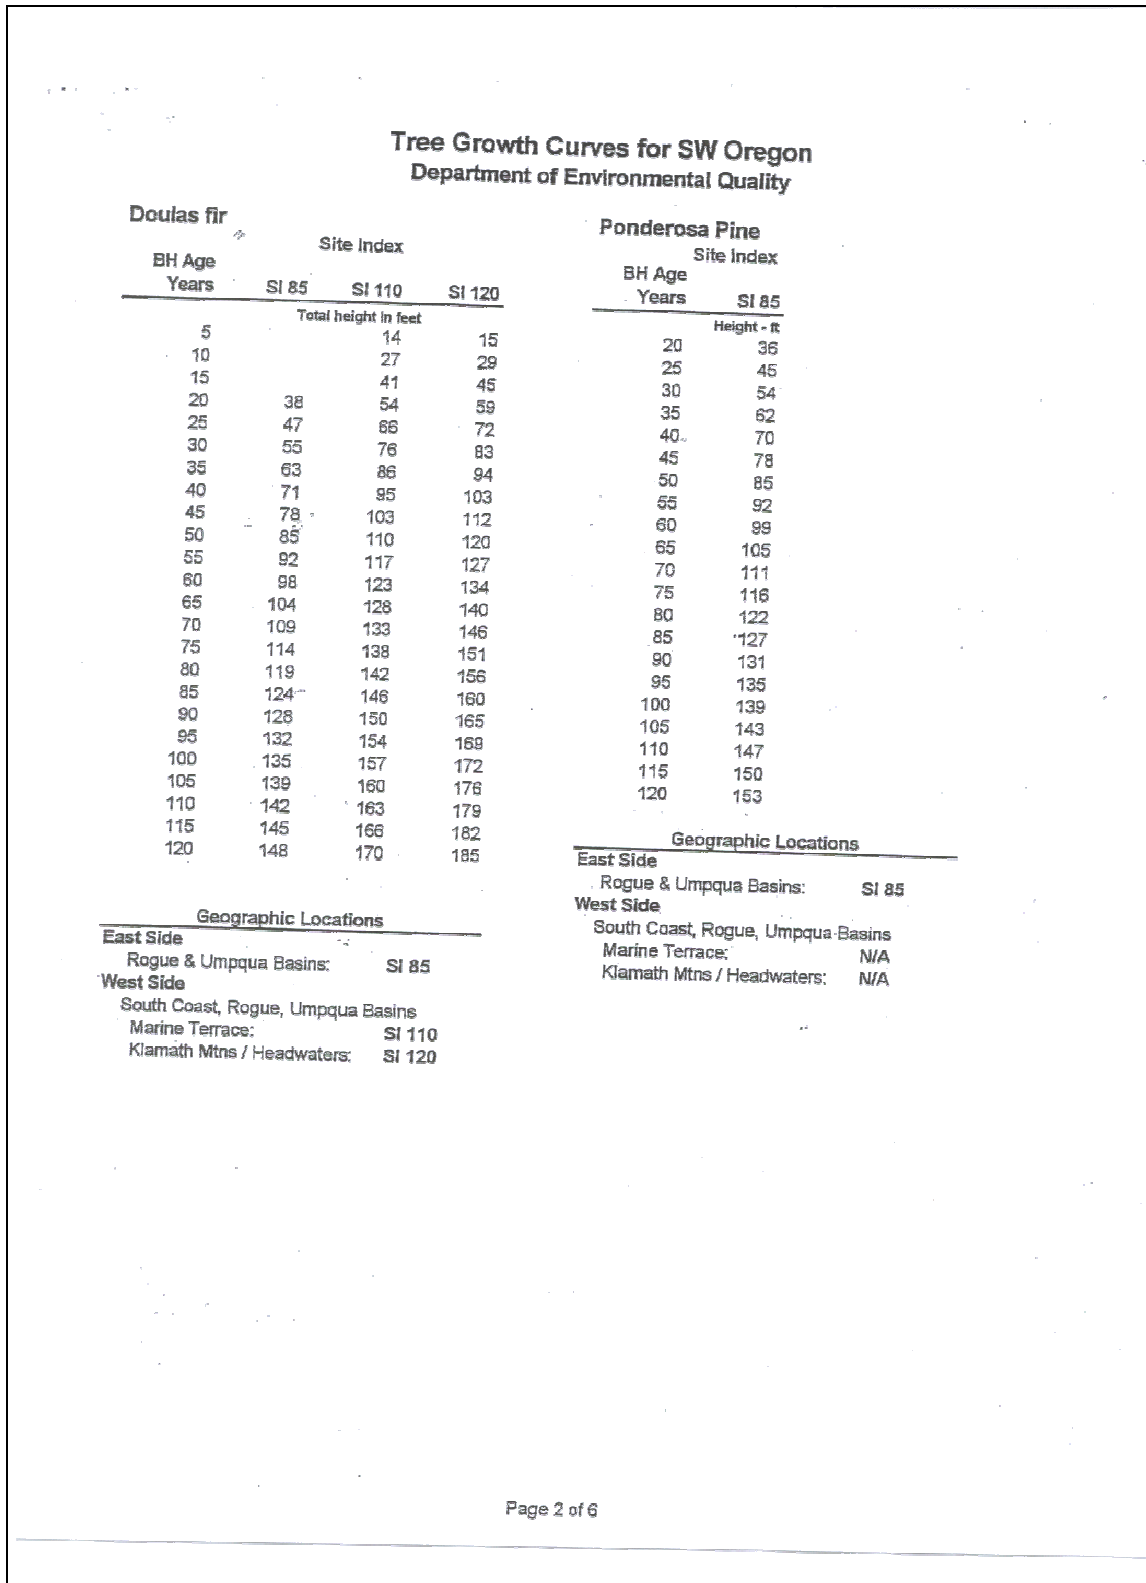 Tree Growth Curves for SW Oregon
Department of Environmental Quality
Doulas fir
Site Index
BH Age
Years SI 85 SI 110 SI 120
Total height in feet
5 14 15
10 27 29
15 41 45
20 38 54 59
25 47 66 72
30 55 76 83
35 63 86 94
40 71 95 103
45 78 103 112
50 85 110 120
55 92 117 127
60 98 123 134
65 104 128 140
70 109 133 146
75 114 138 151
80 119 142 156
85 124 146 160
90 128 150 165
95 132 154 169
100 135 157 172
105 139 160 176
110 142 163 179
115 145 166 182
120 148 170 185
Geographic Locations
East Side
Rogue & Umpqua Basins: SI 85
West Side
South Coast, Rogue, Umpqua Basins
Marine Terrace: SI 110
Klamath Mtns / Headwaters: SI 120
Ponderosa Pine
Site Index
BH Age
Years SI 85
Height - ft
20 36
25 45
30 54
35 62
40 70
45 78
50 85
55 92
60 99
65 105
70 111
75 116
80 122
85 127
90 131
95 135
100 139
105 143
110 147
115 150
120 153
Geographic Locations
East Side
Rogue & Umpqua Basins: SI 85
West Side
South Coast, Rogue, Umpqua Basins
Marine Terrace: N/A
Klamath Mtns / Headwaters: N/A
Page 2 of 6